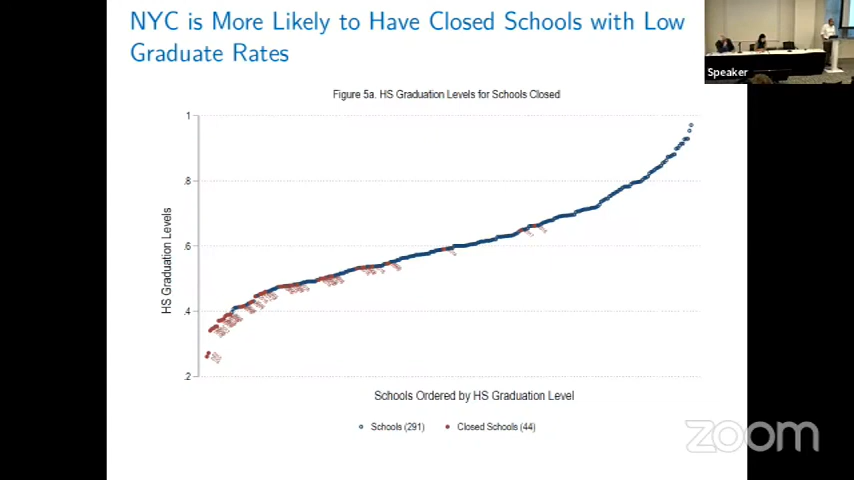 NYC is More Likely to Have Closed Schools with Low
Graduate Rates
Speaker
Figure 5a. HS Graduation Levels for Schools Closed
1
.8
.6
.4
.2
HS Graduation Levels
Schools Ordered by HS Graduation Level
Schools (291)
Closed Schools (44)
zoom